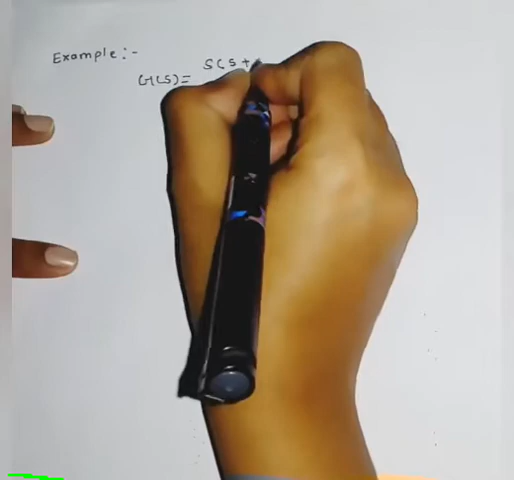 Example:-
S(S+
G(S)=